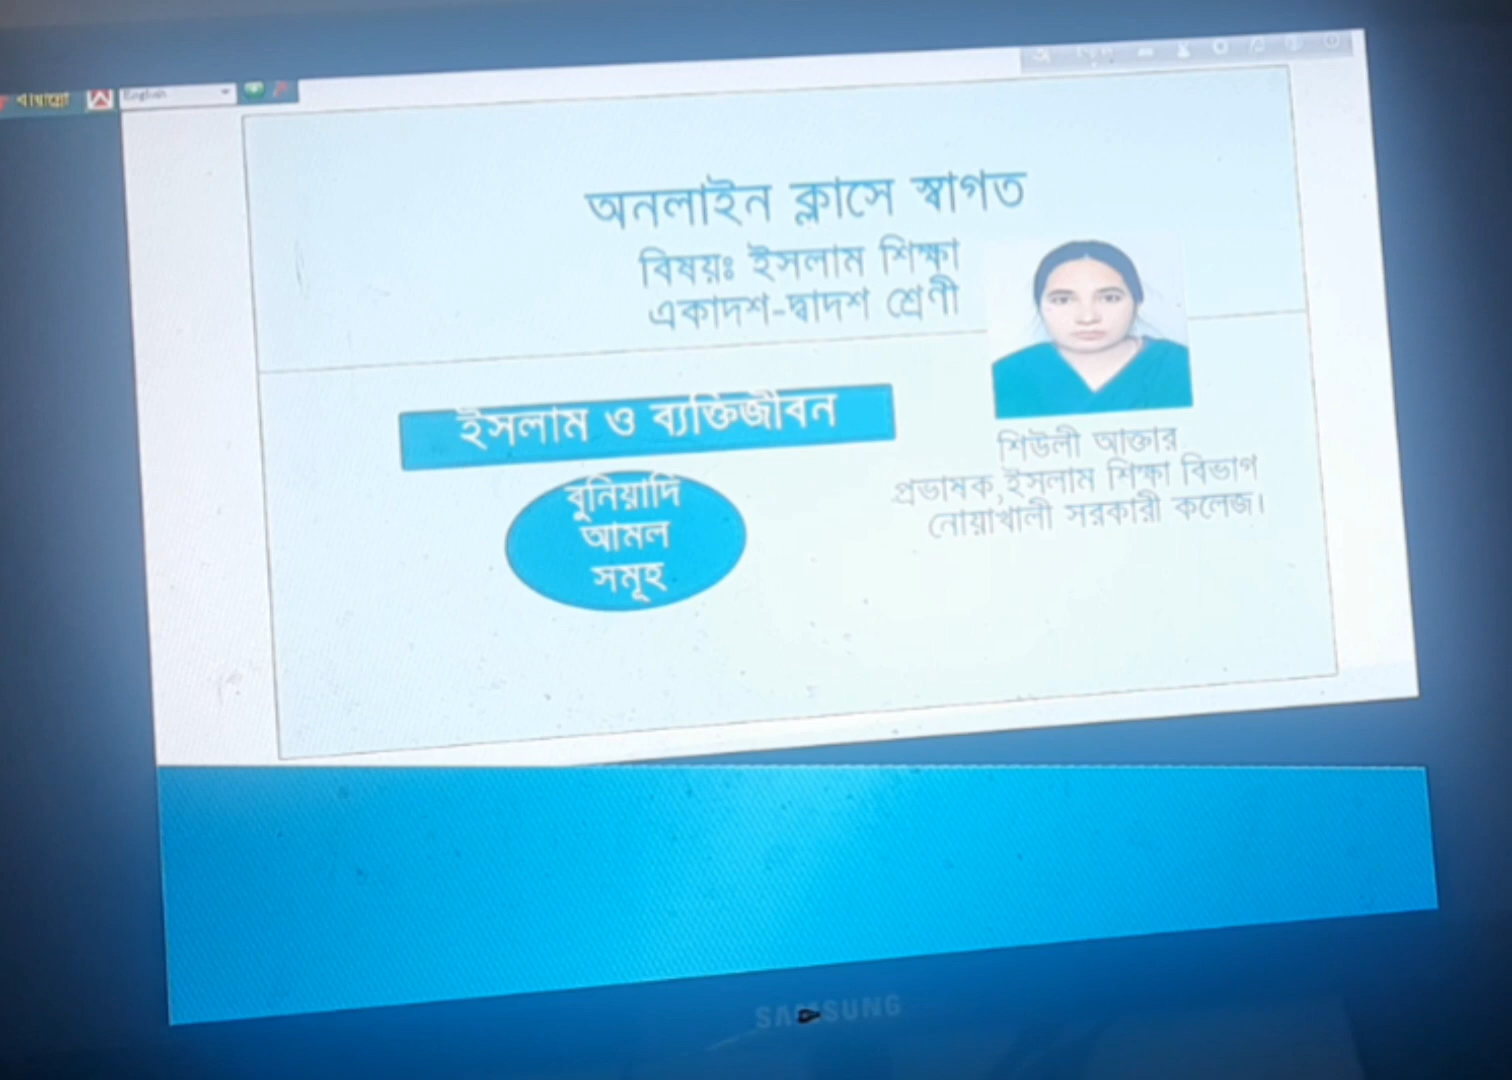 English
অনলাইন ক্লাসে স্বাগত
বিষয়ঃ ইসলাম শিক্ষা
একাদশ-দ্বাদশ শ্রেণী
ইসলাম ও ব্যক্তিজীবন
বুনিয়াদি
আমল
সমূহ
শিউলী আক্তার
প্রভাষক,ইসলাম শিক্ষা বিভাগ
নোয়াখালী সরকারী কলেজ।
SAMSUNG